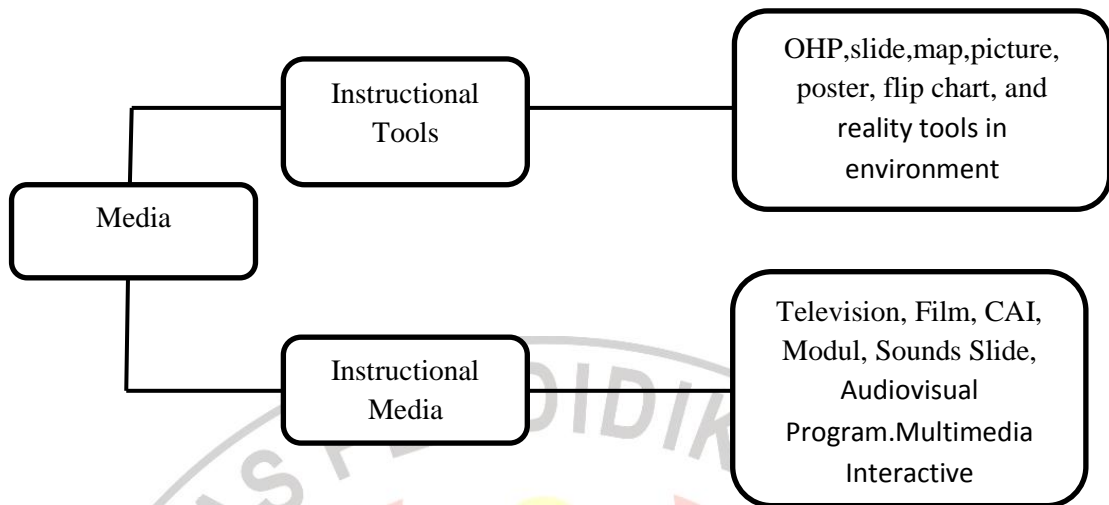 OHP,slide,map,picture,
poster, flip chart, and
reality tools in
environment
Instructional
Tools
Media
Television, Film, CAI,
Modul, Sounds Slide,
Audiovisual
Program.Multimedia
Interactive
Instructional
Media